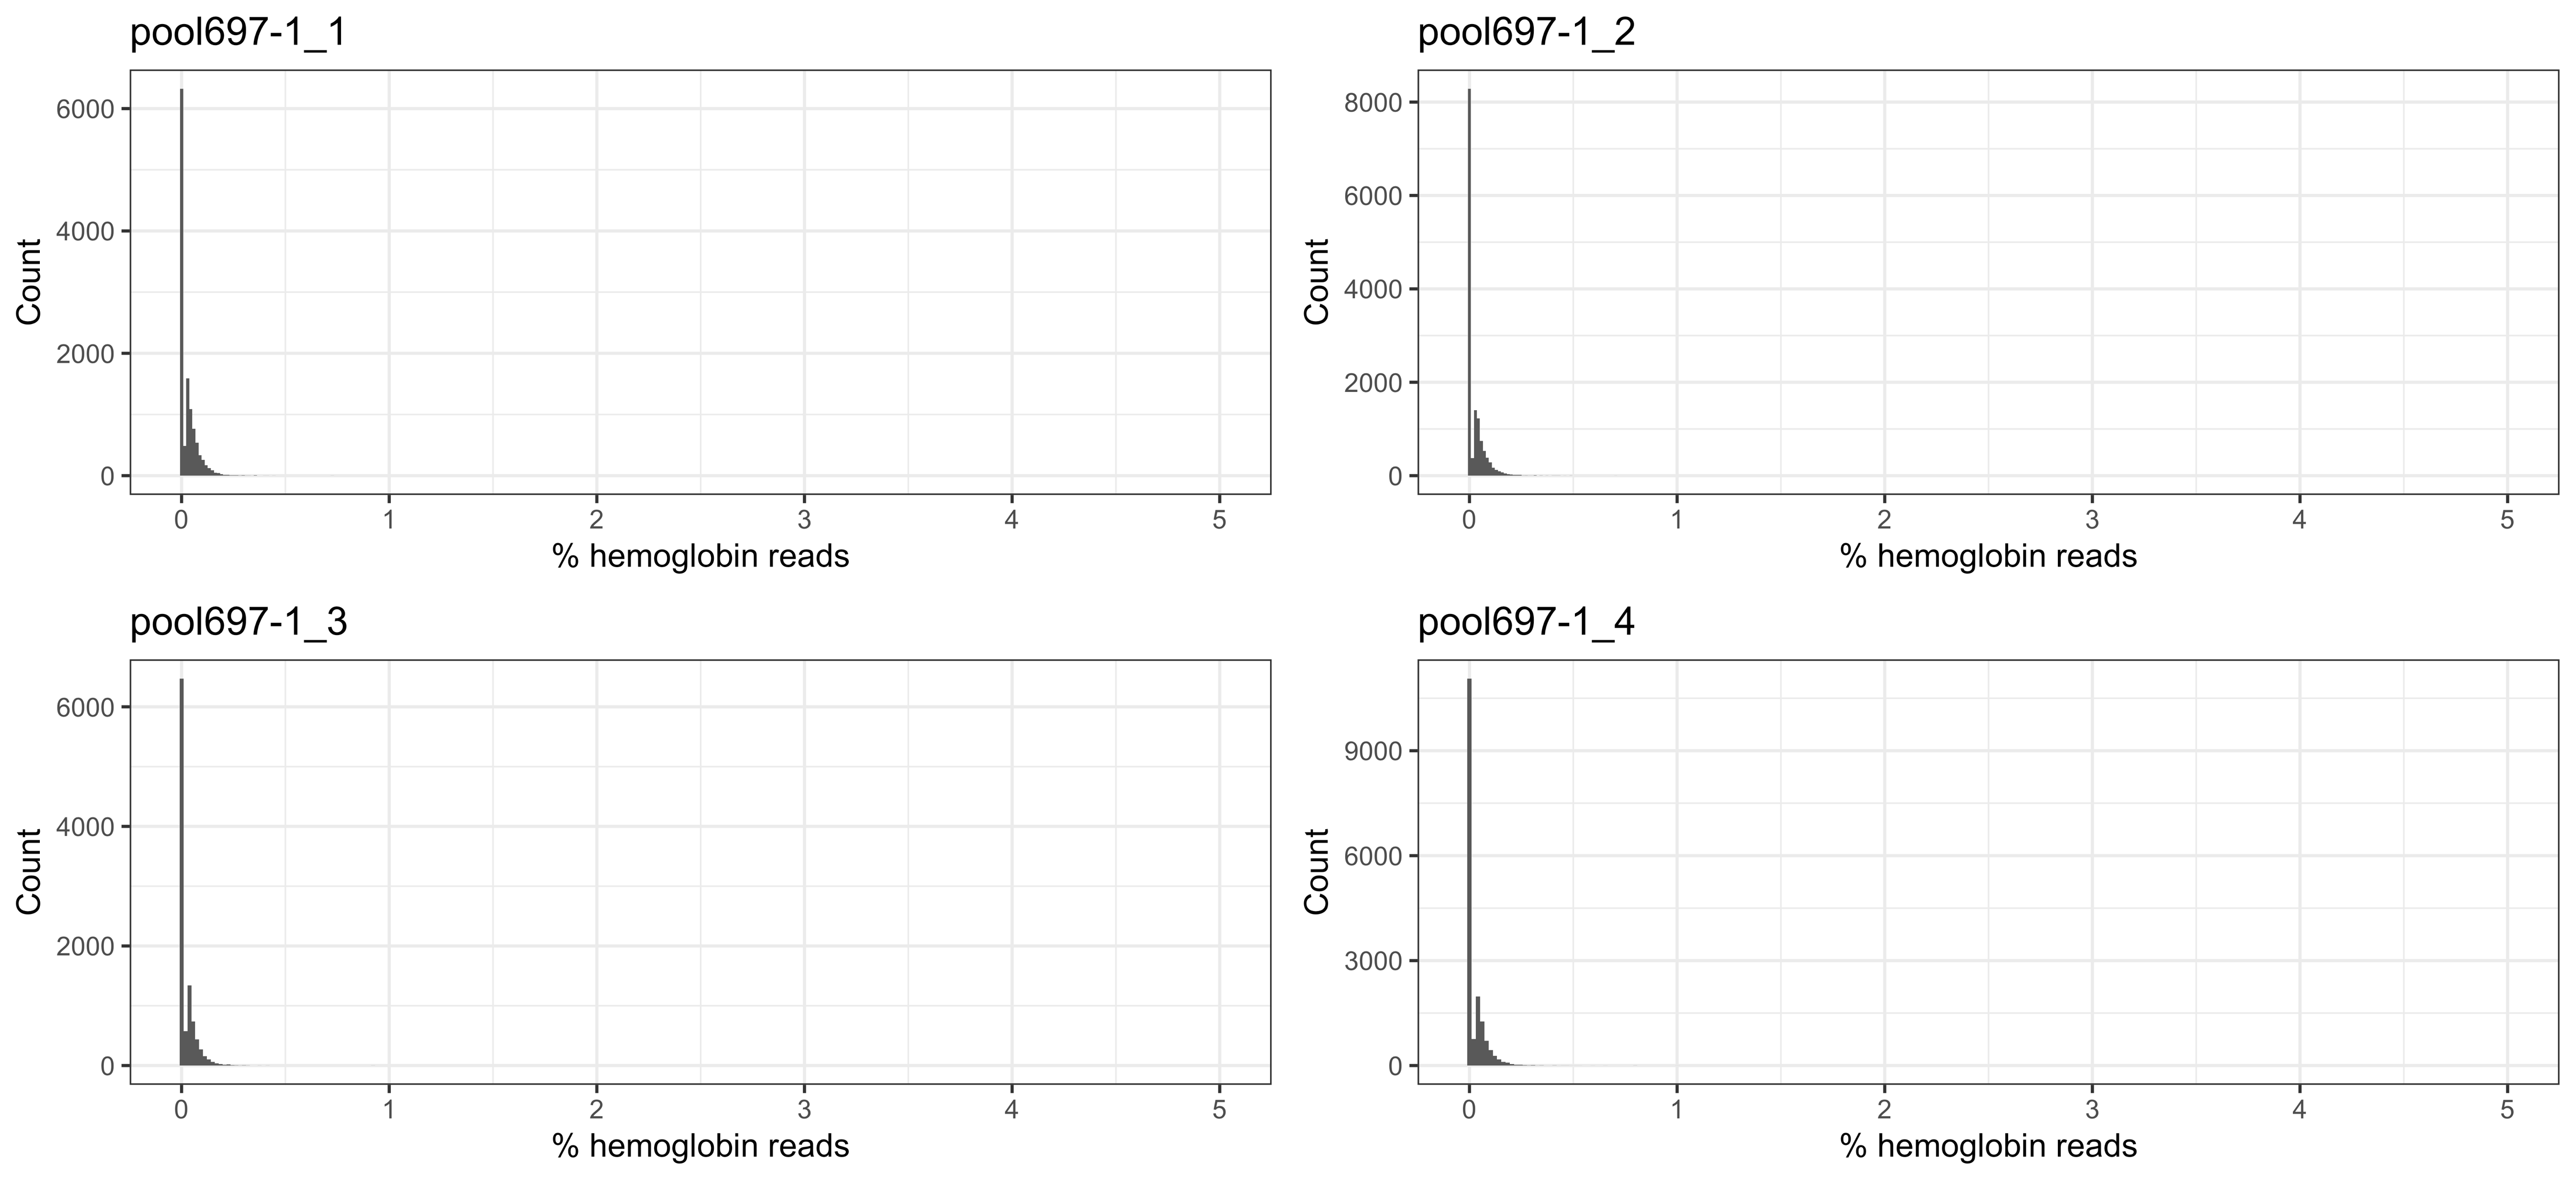 pool697-1_1
6000
4000
2000
0
Count
0 1 2 3 4 5
% hemoglobin reads
pool697-1_2
8000
6000
4000
2000
0
Count
0 1 2 3 4 5
% hemoglobin reads
pool697-1_3
6000
4000
2000
0
Count
0 1 2 3 4 5
% hemoglobin reads
pool697-1_4
9000
6000
3000
0
Count
0 1 2 3 4 5
% hemoglobin reads